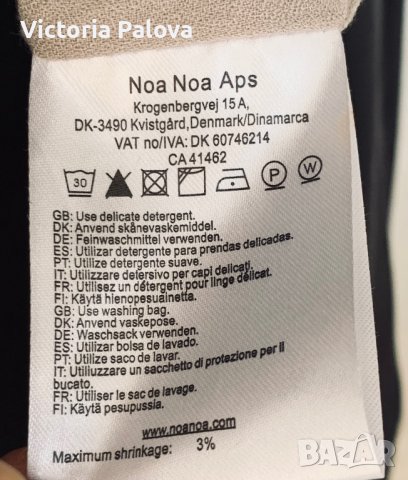 Victoria Palova
Noa Noa Aps
Krogenbergvej 15 A,
DK-3490 Kvistgård,Denmark/Dinamarca
VAT no/IVA: DK 60746214
CA 41462
30 P W
GB: Use delicate detergent.
DK: Anvend skånevaskemiddel.
DE: Feinwaschmittel verwenden.
ES: Utilizar detergente para prendas delicadas.
PT: Utilize detergente suave.
IT: Utilizzare detersivo per capi delicati.
FR: Utilisez un détergent pour linge délicat.
FI: Käytä hienopesuainetta.
GB: Use washing bag.
DK: Anvend vaskepose.
DE: Waschsack verwenden.
ES: Utilizar bolsa de lavado.
PT: Utilize saco de lavar.
IT: Utiliuzzare un sacchetto di protezione per il
bucato.
FR: Utiliser le sac de lavage.
FI: Käytä pesupussia.
www.noanoa.com
Maximum shrinkage: 3%
BAZAR